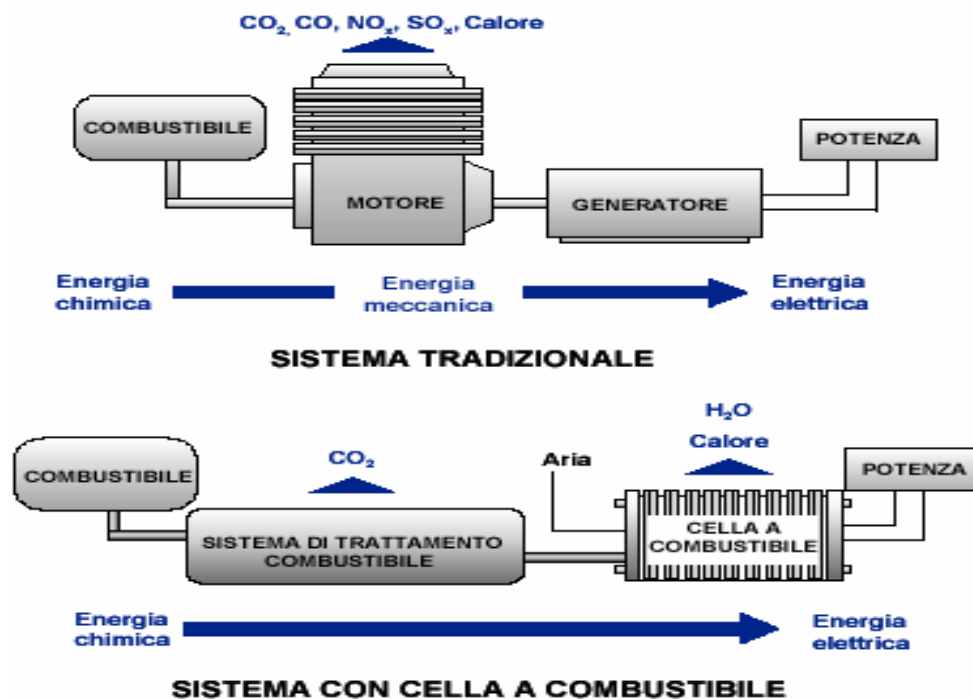 CO₂, CO, NOₓ, SOₓ, Calore
COMBUSTIBILE
POTENZA
MOTORE
GENERATORE
Energia
chimica
Energia
meccanica
Energia
elettrica
SISTEMA TRADIZIONALE
H₂O
Calore
CO₂
Aria
COMBUSTIBILE
POTENZA
SISTEMA DI TRATTAMENTO
COMBUSTIBILE
CELLA A
COMBUSTIBILE
Energia
chimica
Energia
elettrica
SISTEMA CON CELLA A COMBUSTIBILE